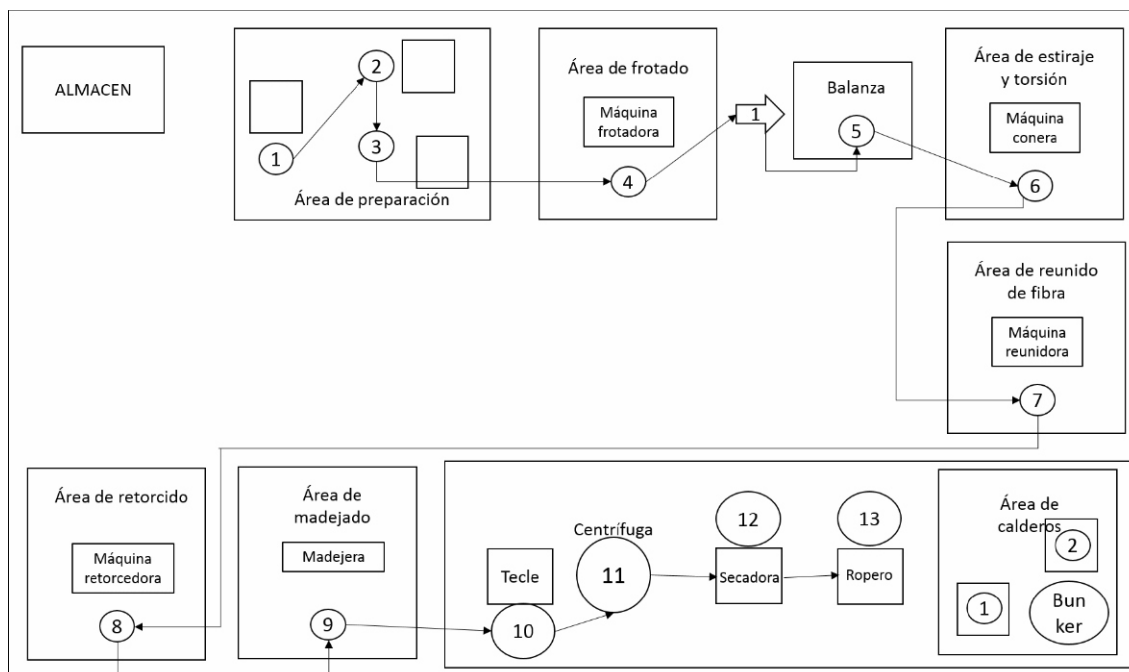 ALMACEN
1
2
3
Área de preparación
Área de frotado
Máquina
frotadora
4
1
Balanza
5
Área de estiraje
y torsión
Máquina
conera
6
Área de reunido
de fibra
Máquina
reunidora
7
Área de retorcido
Máquina
retorcedora
8
Área de
madejado
Madejera
9
Tecle
10
Centrífuga
11
12
Secadora
13
Ropero
Área de
calderos
2
1
Bun
ker